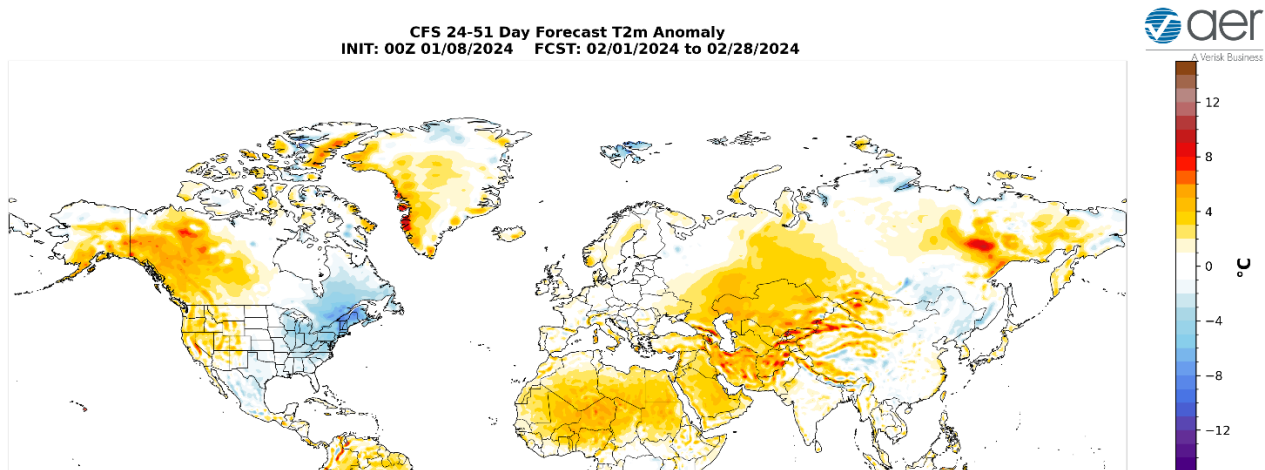 CFS 24-51 Day Forecast T2m Anomaly
INIT: 00Z 01/08/2024 FCST: 02/01/2024 to 02/28/2024
aer
A Verisk Business
12
8
4
0
−4
−8
−12
°C